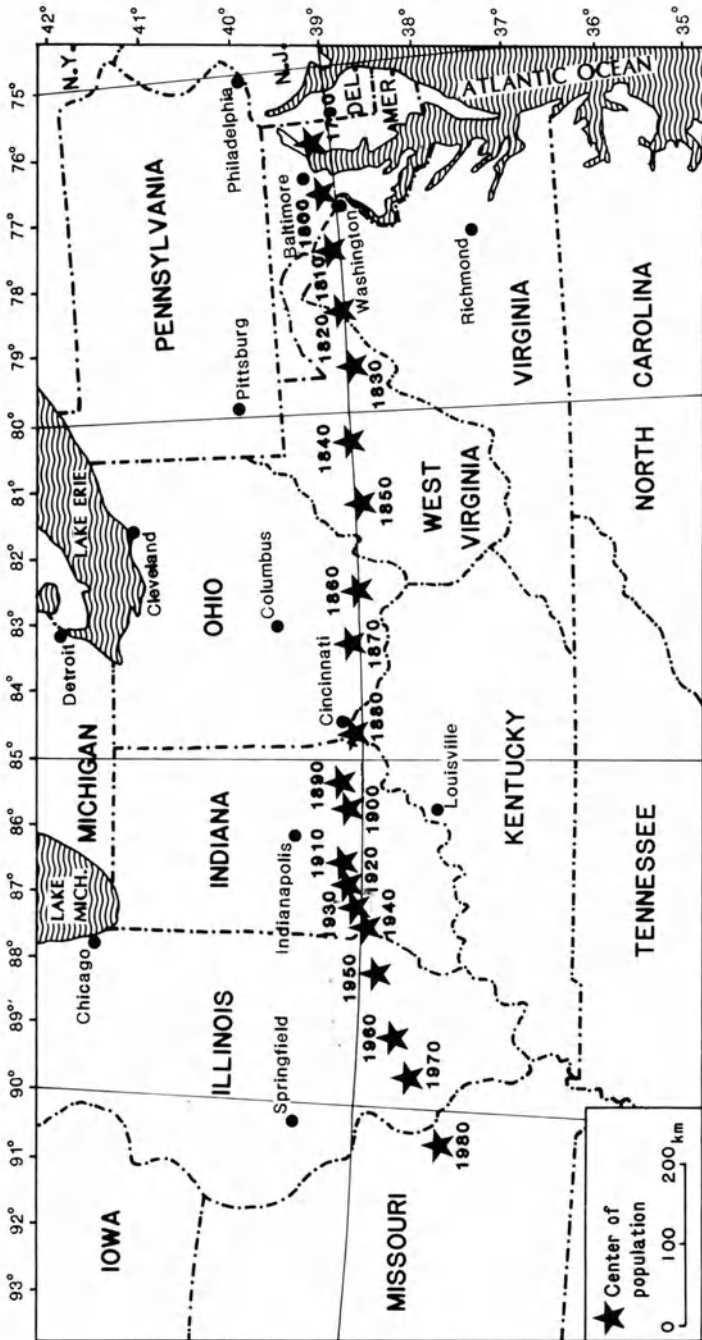 93°
92°
91°
90°
89°
88°
87°
86°
85°
84°
83°
82°
81°
80°
79°
78°
77°
76°
75°
42°
41°
40°
39°
38°
36°
35°
IOWA
LAKE
MICH.
Chicago
MICHIGAN
Detroit
LAKE ERIE
Cleveland
PENNSYLVANIA
N.Y.
N.J.
Philadelphia
Pittsburg
ILLINOIS
Springfield
INDIANA
Indianapolis
OHIO
Columbus
Cincinnati
Baltimore
Washington
DEL
MER.
ATLANTIC OCEAN
MISSOURI
KENTUCKY
Louisville
WEST
VIRGINIA
VIRGINIA
Richmond
TENNESSEE
NORTH
CAROLINA
1980
1970
1960
1950
1940
1930
1920
1910
1900
1890
1880
1870
1860
1850
1840
1830
1820
1810
1800
1790
Center of
population
0 100 200 km